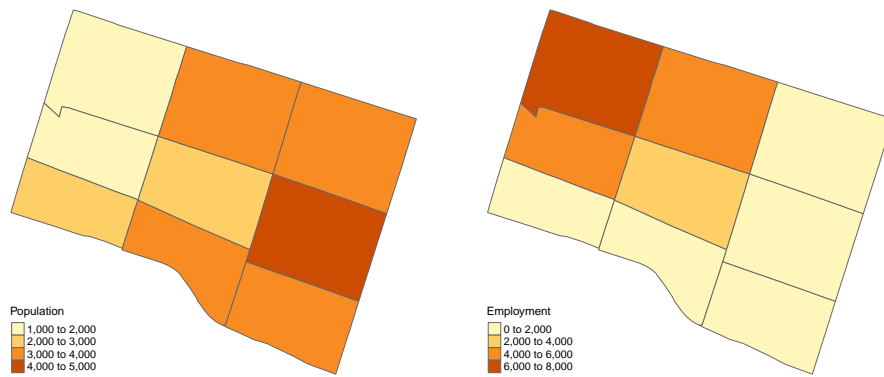 Population
1,000 to 2,000
2,000 to 3,000
3,000 to 4,000
4,000 to 5,000
Employment
0 to 2,000
2,000 to 4,000
4,000 to 6,000
6,000 to 8,000